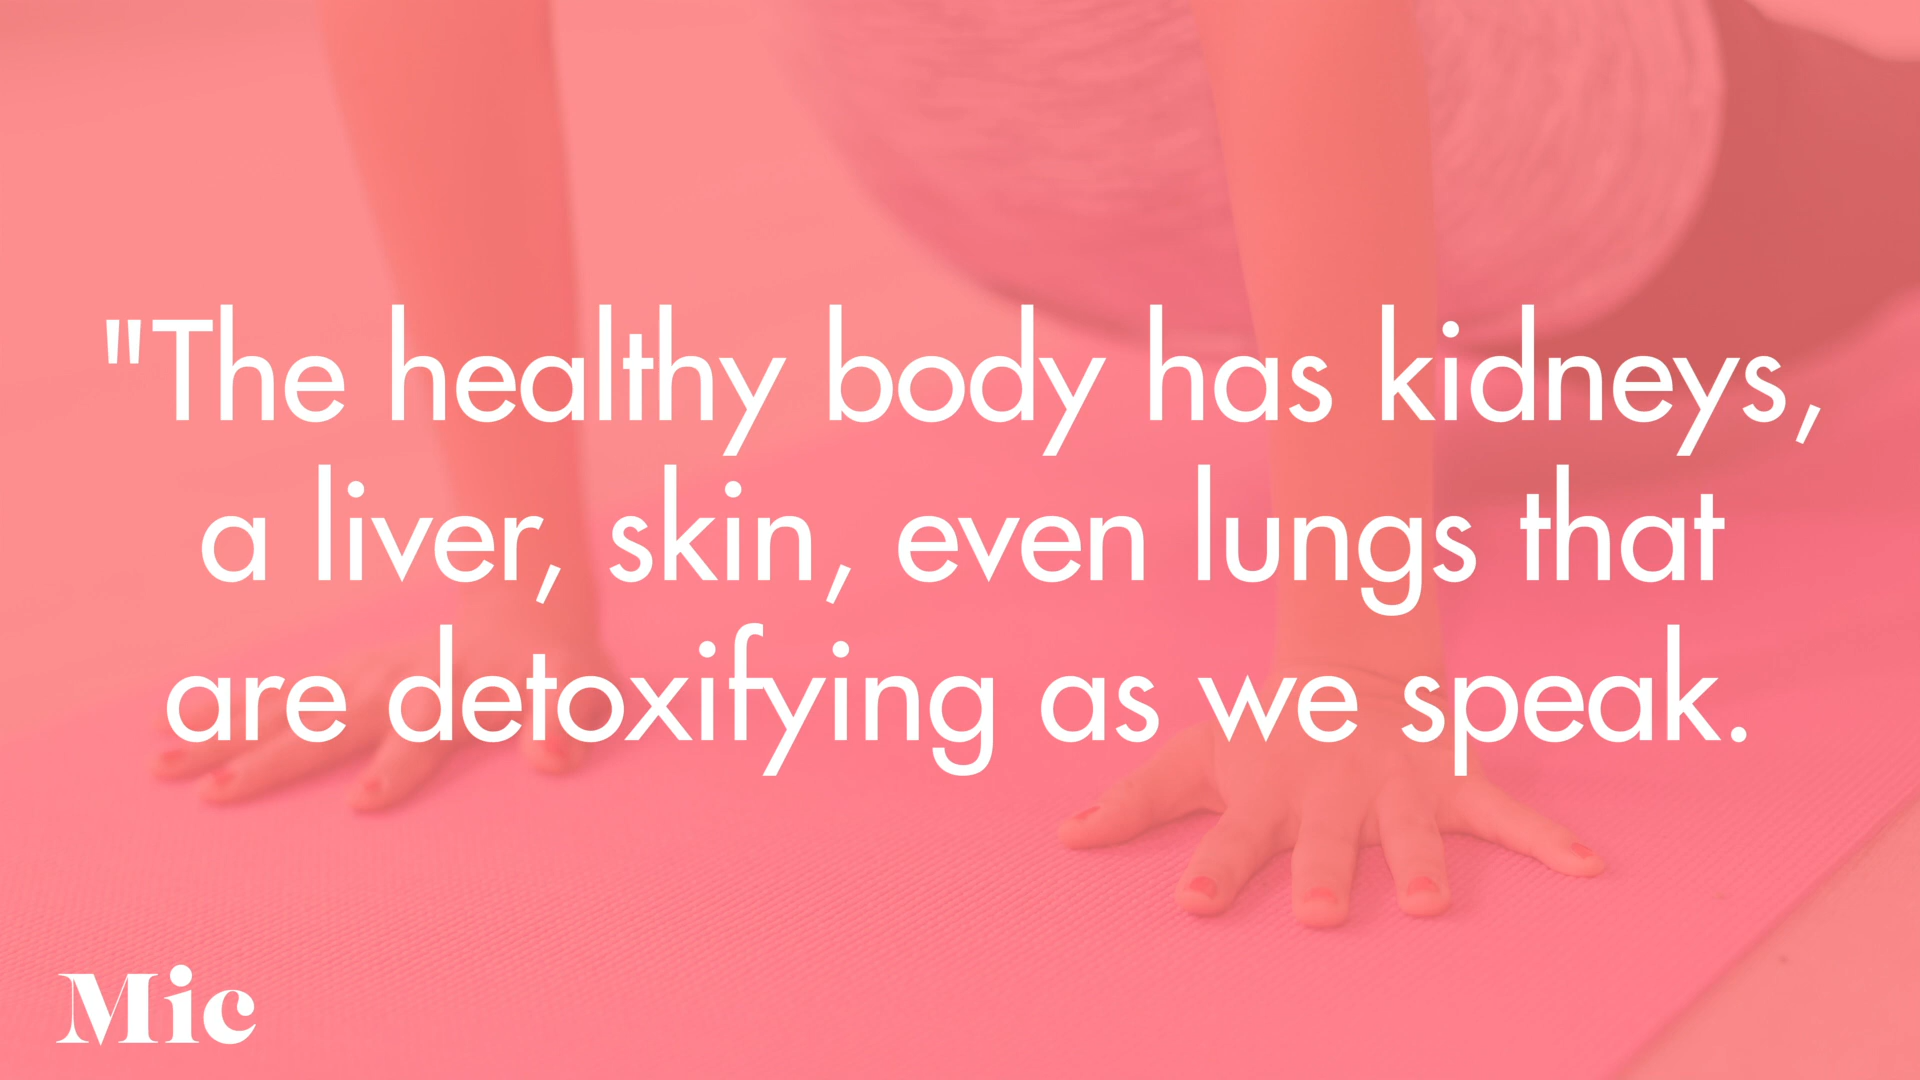 "The healthy body has kidneys,
a liver, skin, even lungs that
are detoxifying as we speak.
Mic